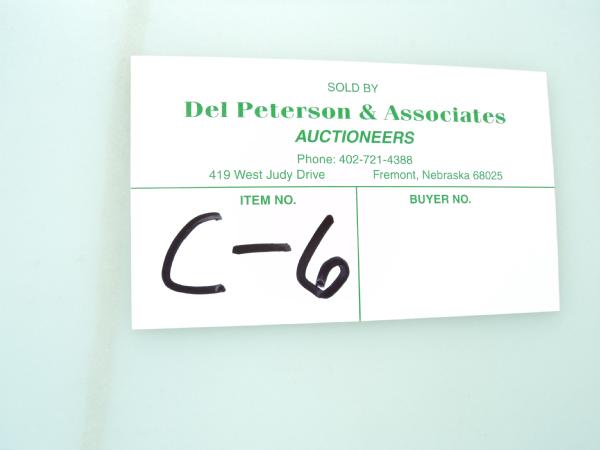 SOLD BY
Del Peterson & Associates
AUCTIONEERS
Phone: 402-721-4388
419 West Judy Drive Fremont, Nebraska 68025
ITEM NO. BUYER NO.
C-6